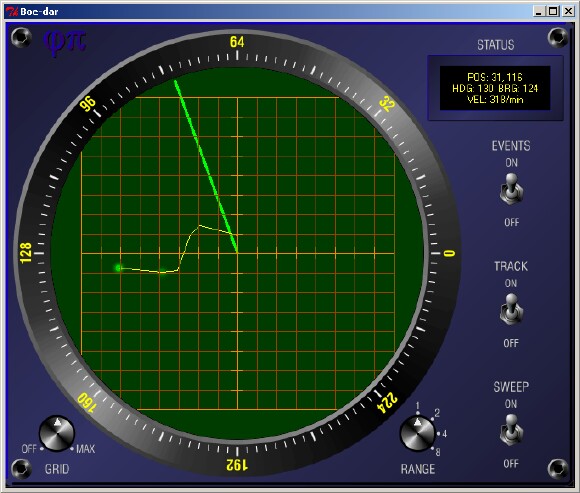 Boe-dar
φπ
STATUS
POS: 31,116
HDG: 130 BRG: 124
VEL: 318/min
EVENTS
ON
OFF
TRACK
ON
OFF
SWEEP
ON
OFF
64
96
32
128
0
160
224
192
OFF MAX
GRID
1
2
4
8
RANGE